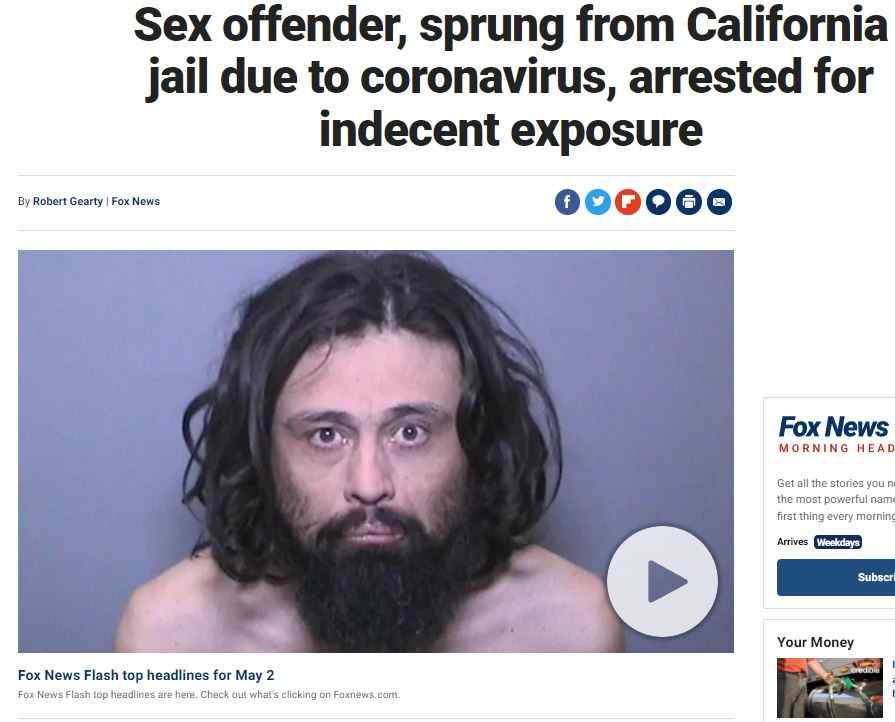 Sex offender, sprung from California
jail due to coronavirus, arrested for
indecent exposure
By Robert Gearty | Fox News
Fox News
MORNING HEAD
Get all the stories you n
the most powerful nam
first thing every morning
Arrives Weekdays
Subscri
Fox News Flash top headlines for May 2
Fox News Flash top headlines are here. Check out what's clicking on Foxnews.com.
Your Money
credible